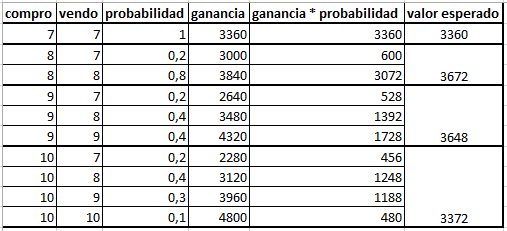 compro vendo probabilidad ganancia ganancia * probabilidad valor esperado
7 7 1 3360 3360 3360
8 7 0,2 3000 600
8 8 0,8 3840 3072 3672
9 7 0,2 2640 528
9 8 0,4 3480 1392
9 9 0,4 4320 1728 3648
10 7 0,2 2280 456
10 8 0,4 3120 1248
10 9 0,3 3960 1188
10 10 0,1 4800 480 3372